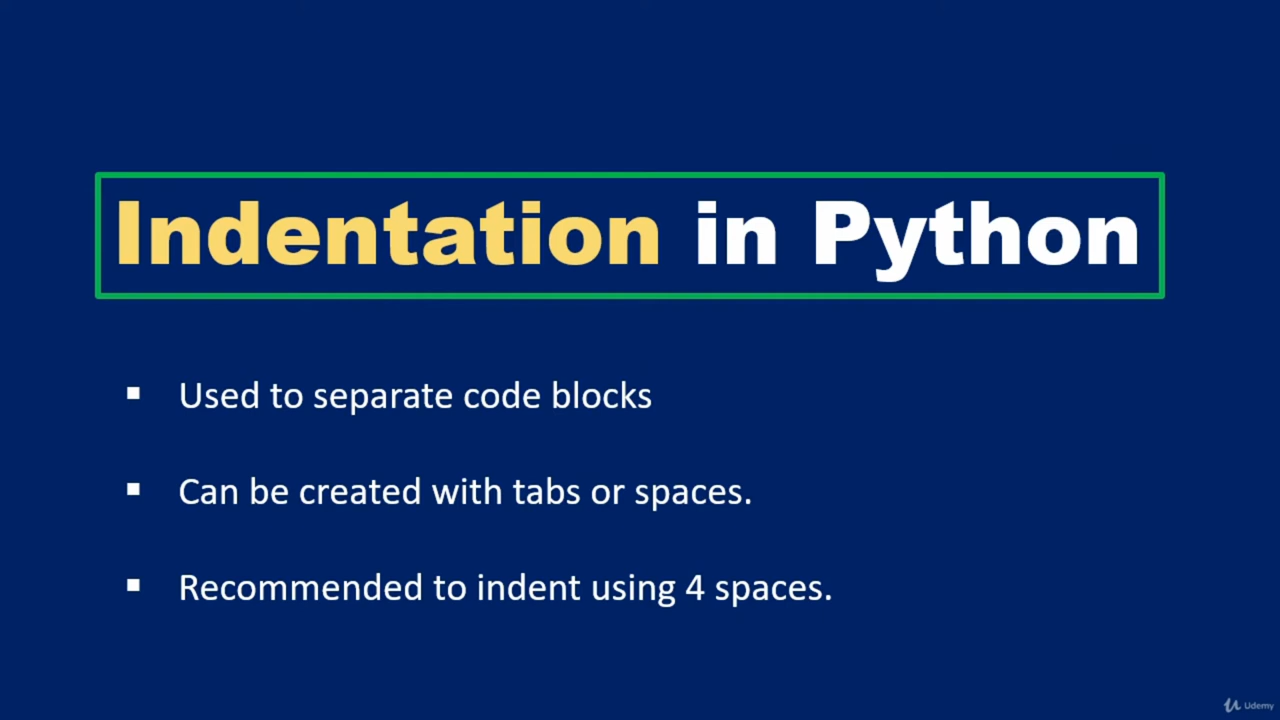 Indentation in Python
▪ Used to separate code blocks
▪ Can be created with tabs or spaces.
▪ Recommended to indent using 4 spaces.
Udemy